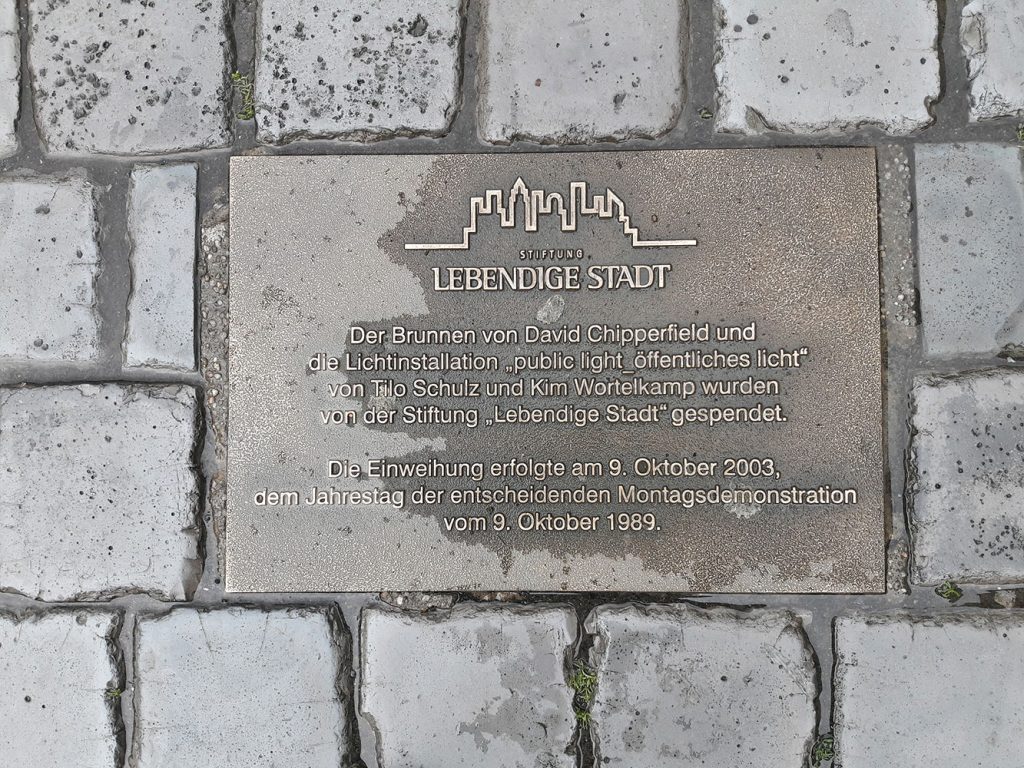 STIFTUNG
LEBENDIGE STADT
Der Brunnen von David Chipperfield und
die Lichtinstallation „public light_öffentliches licht“
von Tilo Schulz und Kim Wortelkamp wurden
von der Stiftung „Lebendige Stadt“ gespendet.
Die Einweihung erfolgte am 9. Oktober 2003,
dem Jahrestag der entscheidenden Montagsdemonstration
vom 9. Oktober 1989.